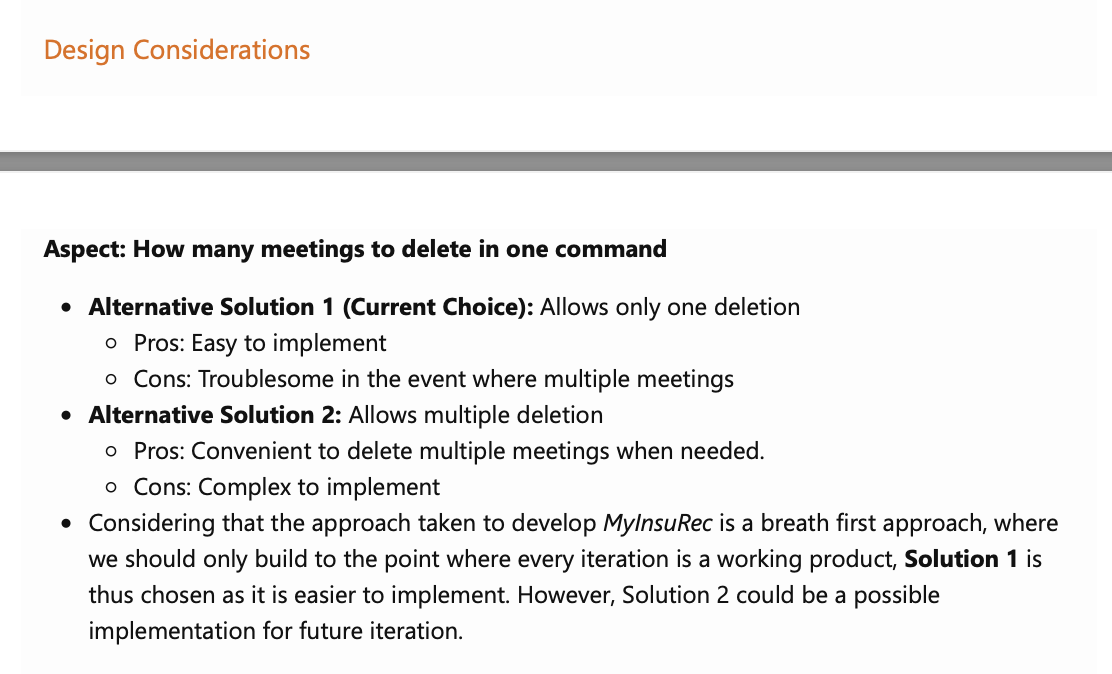 Design Considerations
Aspect: How many meetings to delete in one command
Alternative Solution 1 (Current Choice): Allows only one deletion
Pros: Easy to implement
Cons: Troublesome in the event where multiple meetings
Alternative Solution 2: Allows multiple deletion
Pros: Convenient to delete multiple meetings when needed.
Cons: Complex to implement
Considering that the approach taken to develop MyInsuRec is a breath first approach, where
we should only build to the point where every iteration is a working product, Solution 1 is
thus chosen as it is easier to implement. However, Solution 2 could be a possible
implementation for future iteration.